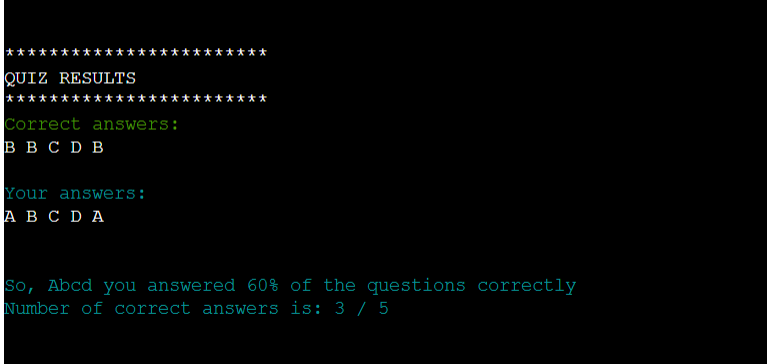 ************************
QUIZ RESULTS
************************
Correct answers:
B B C D B
Your answers:
A B C D A
So, Abcd you answered 60% of the questions correctly
Number of correct answers is: 3 / 5